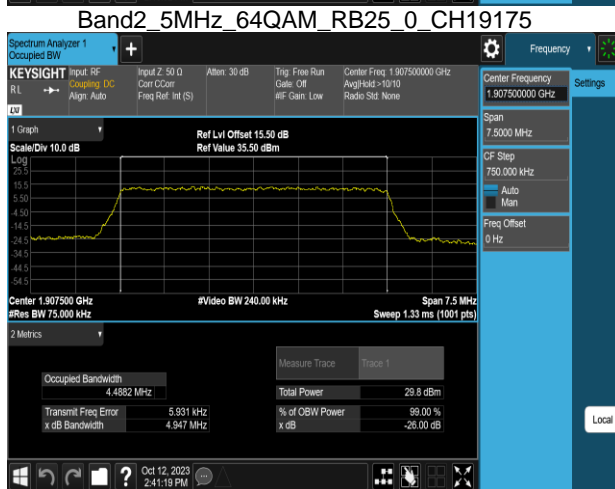 Band2_5MHz_64QAM_RB25_0_CH19175
Spectrum Analyzer 1
Occupied BW
Frequency
KEYSIGHT
RL
LXI
Input: RF
Coupling: DC
Align: Auto
Input Z: 50 Ω
Corr CCorr
Freq Ref: Int (S)
Atten: 30 dB
Trig: Free Run
Gate: Off
#IF Gain: Low
Center Freq: 1.907500000 GHz
Avg|Hold:>10/10
Radio Std: None
Center Frequency
1.907500000 GHz
Settings
Span
7.5000 MHz
CF Step
750.000 kHz
Auto
Man
Freq Offset
0 Hz
1 Graph
Scale/Div 10.0 dB
Ref Lvl Offset 15.50 dB
Ref Value 35.50 dBm
Log
25.5
15.5
5.50
-4.50
-14.5
-24.5
-34.5
-44.5
-54.5
Center 1.907500 GHz
#Res BW 75.000 kHz
#Video BW 240.00 kHz
Span 7.5 MHz
Sweep 1.33 ms (1001 pts)
2 Metrics
Measure Trace
Trace 1
Occupied Bandwidth
4.4882 MHz
Total Power 29.8 dBm
Transmit Freq Error 5.931 kHz
% of OBW Power 99.00 %
x dB Bandwidth 4.947 MHz
x dB -26.00 dB
Local
?
Oct 12, 2023
2:41:19 PM